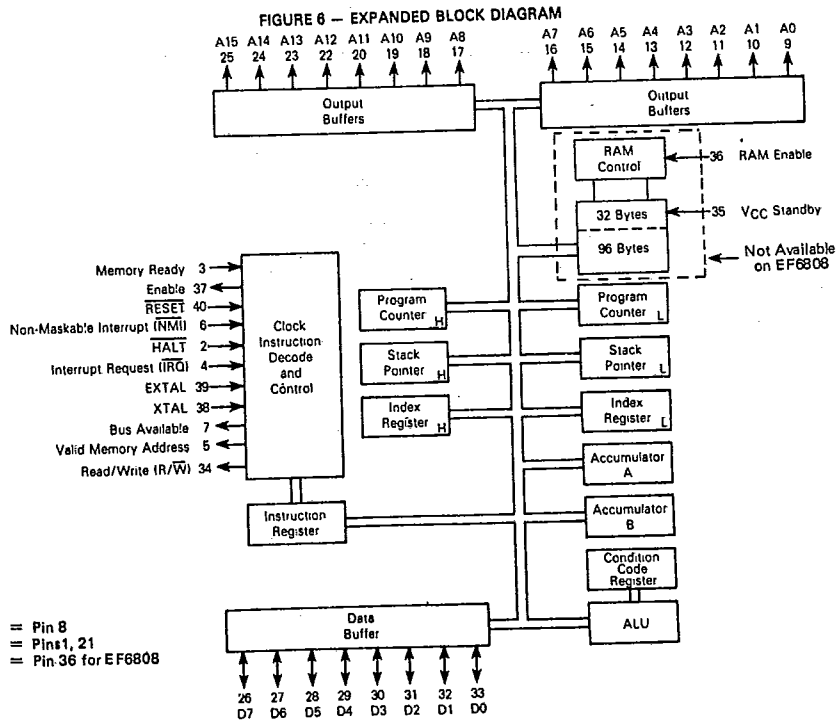 FIGURE 6 — EXPANDED BLOCK DIAGRAM
A15 A14 A13 A12 A11 A10 A9 A8
25 24 23 22 20 19 18 17
A7 A6 A5 A4 A3 A2 A1 A0
16 15 14 13 12 11 10 9
Output
Buffers
Output
Buffers
RAM
Control
36 RAM Enable
32 Bytes
35 VCC Standby
96 Bytes
Not Available
on EF6808
Memory Ready 3
Enable 37
RESET 40
Non-Maskable Interrupt (NMI) 6
HALT 2
Interrupt Request (IRQ) 4
EXTAL 39
XTAL 38
Bus Available 7
Valid Memory Address 5
Read/Write (R/W) 34
Clock
Instruction
Decode
and
Control
Program
Counter H
Program
Counter L
Stack
Pointer H
Stack
Pointer L
Index
Register H
Index
Register L
Accumulator
A
Instruction
Register
Accumulator
B
Condition
Code
Register
ALU
Data
Buffer
= Pin 8
= Pins1, 21
= Pin 36 for EF6808
26 27 28 29 30 31 32 33
D7 D6 D5 D4 D3 D2 D1 D0